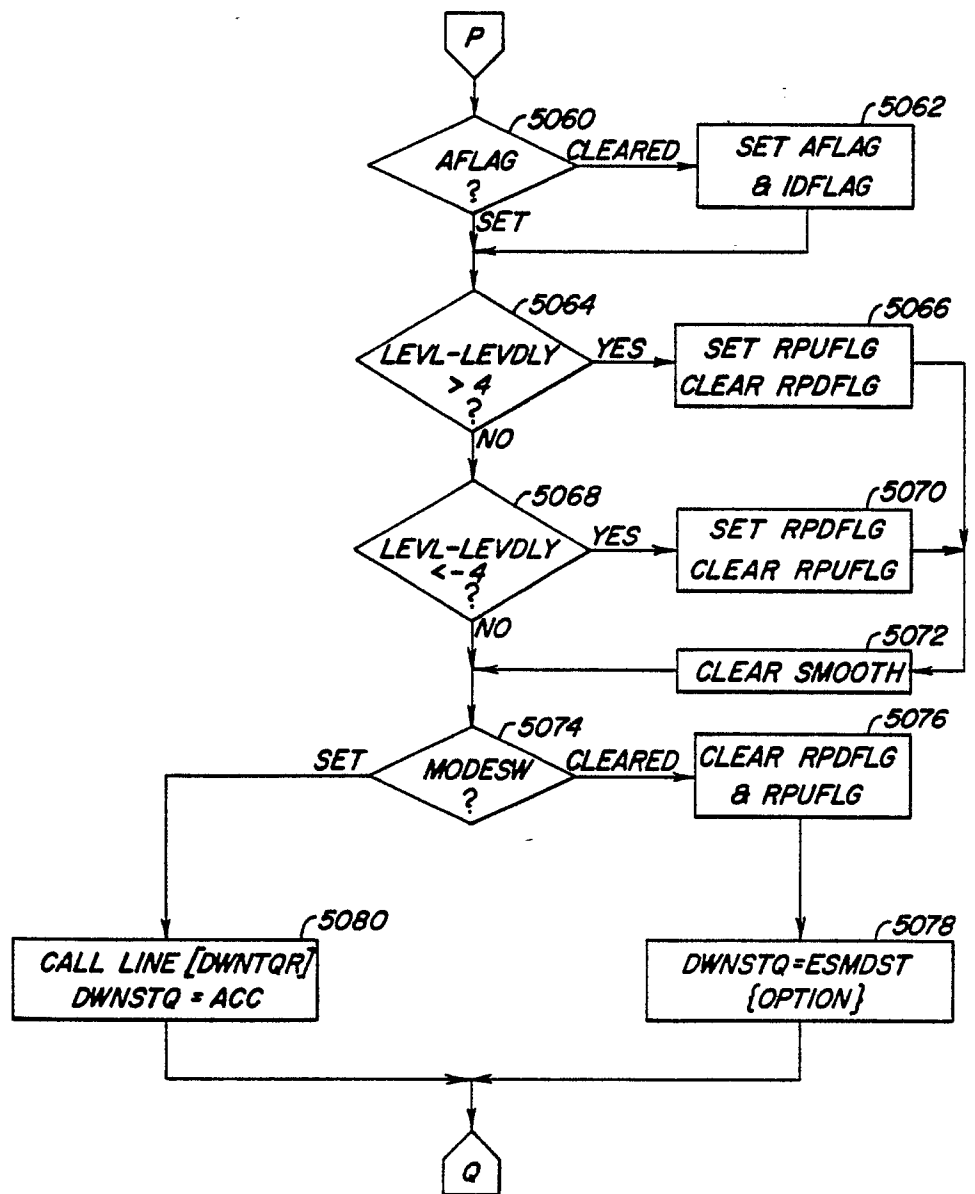 P
5060
AFLAG
?
CLEARED
SET
5062
SET AFLAG
& IDFLAG
5064
LEVL-LEVDLY
> 4
?
YES
NO
5066
SET RPUFLG
CLEAR RPDFLG
5068
LEVL-LEVDLY
<-4
?
YES
NO
5070
SET RPDFLG
CLEAR RPUFLG
5072
CLEAR SMOOTH
5074
MODESW
?
SET
CLEARED
5076
CLEAR RPDFLG
& RPUFLG
5080
CALL LINE [DWNTQR]
DWNSTQ = ACC
5078
DWNSTQ=ESMDST
{OPTION}
Q